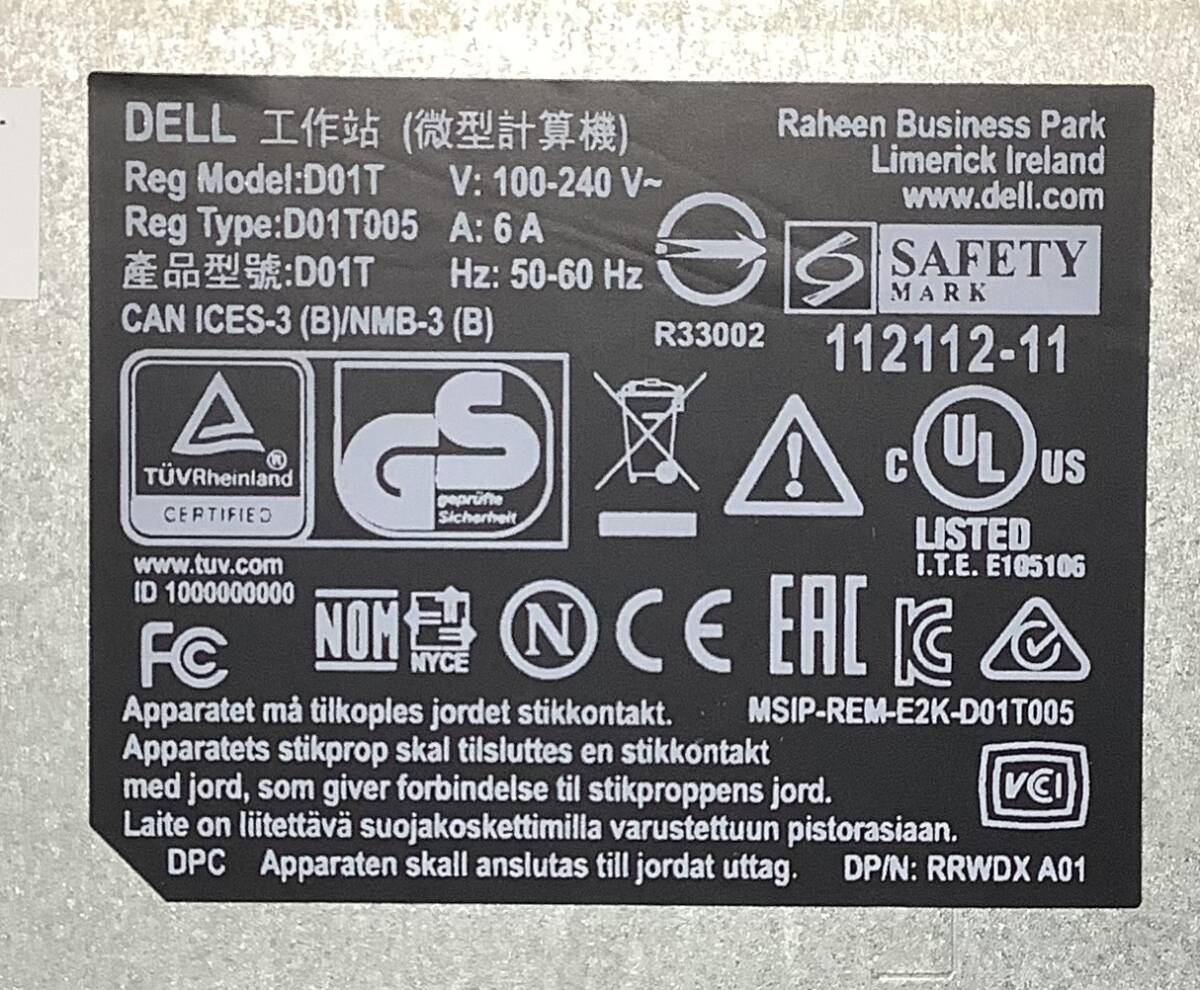 DELL 工作站 (微型計算機)
Raheen Business Park
Limerick Ireland
www.dell.com
Reg Model:D01T V: 100-240 V~
Reg Type:D01T005 A: 6 A
產品型號:D01T Hz: 50-60 Hz
CAN ICES-3 (B)/NMB-3 (B)
R33002
SAFETY
MARK
112112-11
TÜVRheinland ®
CERTIFIED
GS
geprüfte
Sicherheit
www.tuv.com
ID 1000000000
C UL US
LISTED
I.T.E. E105106
FC
NOM
NYCE
N
CE
EAC
KC
Apparatet må tilkoples jordet stikkontakt.
MSIP-REM-E2K-D01T005
Apparatets stikprop skal tilsluttes en stikkontakt
med jord, som giver forbindelse til stikproppens jord.
VCI
Laite on liitettävä suojakoskettimilla varustettuun pistorasiaan.
DPC Apparaten skall anslutas till jordat uttag. DP/N: RRWDX A01